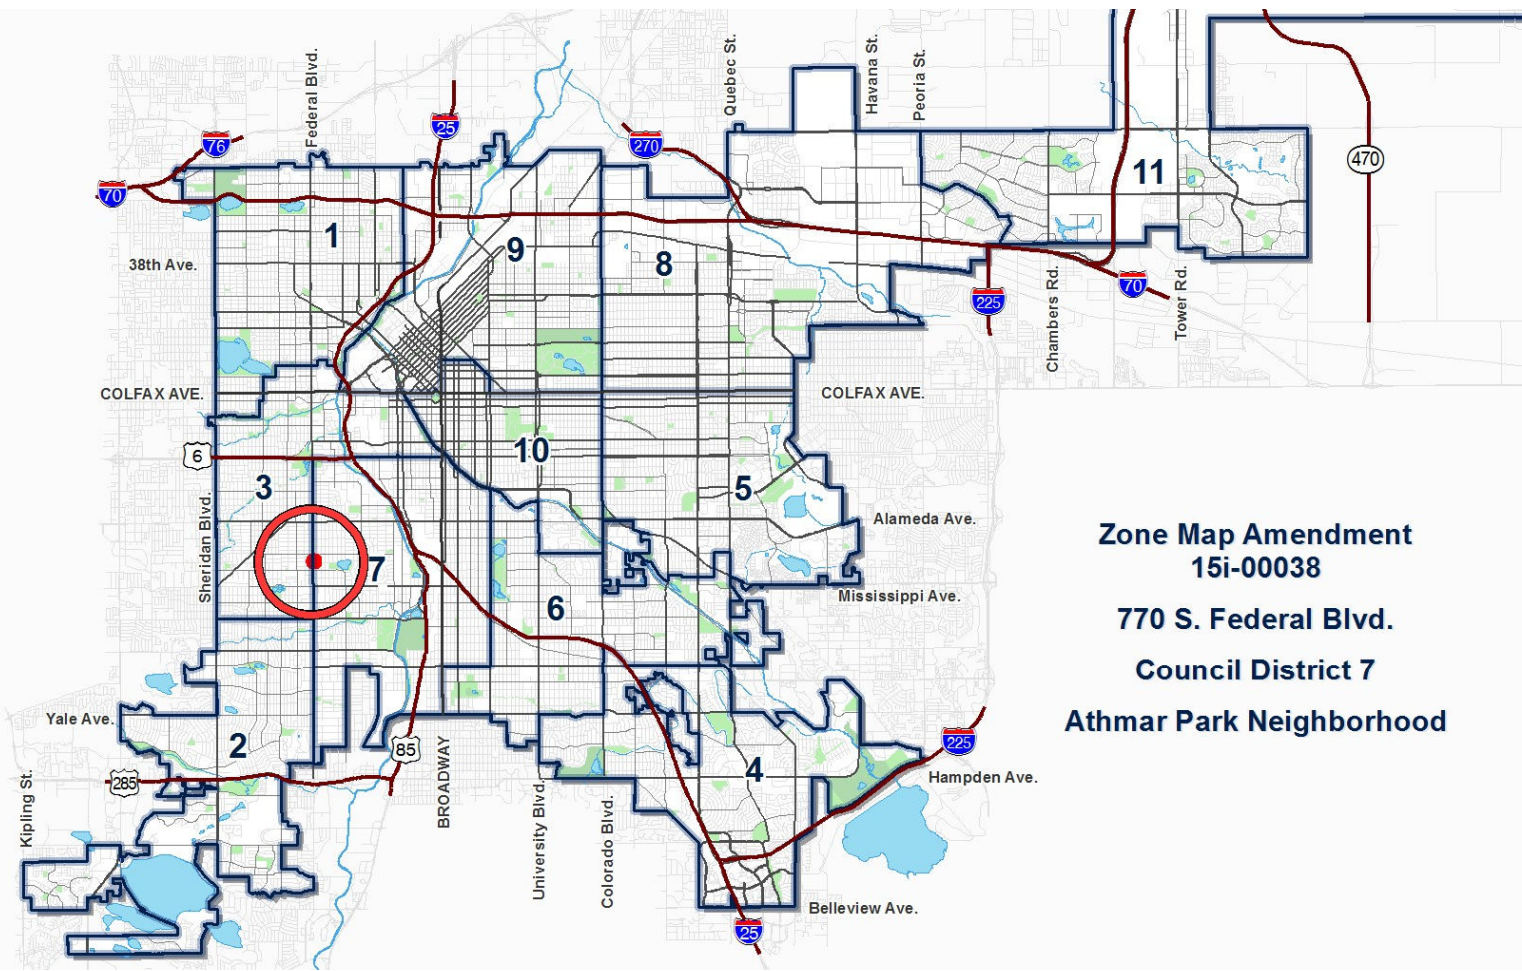 Federal Blvd.
Quebec St.
Havana St.
Peoria St.
76
25
270
70
470
11
1
9
8
38th Ave.
225
70
Chambers Rd.
Tower Rd.
COLFAX AVE.
COLFAX AVE.
6
10
3
5
Sheridan Blvd.
Alameda Ave.
7
Mississippi Ave.
6
Zone Map Amendment
15i-00038
770 S. Federal Blvd.
Council District 7
Athmar Park Neighborhood
Yale Ave.
2
85
BROADWAY
225
4
Hampden Ave.
285
Kipling St.
University Blvd.
Colorado Blvd.
Belleview Ave.
25